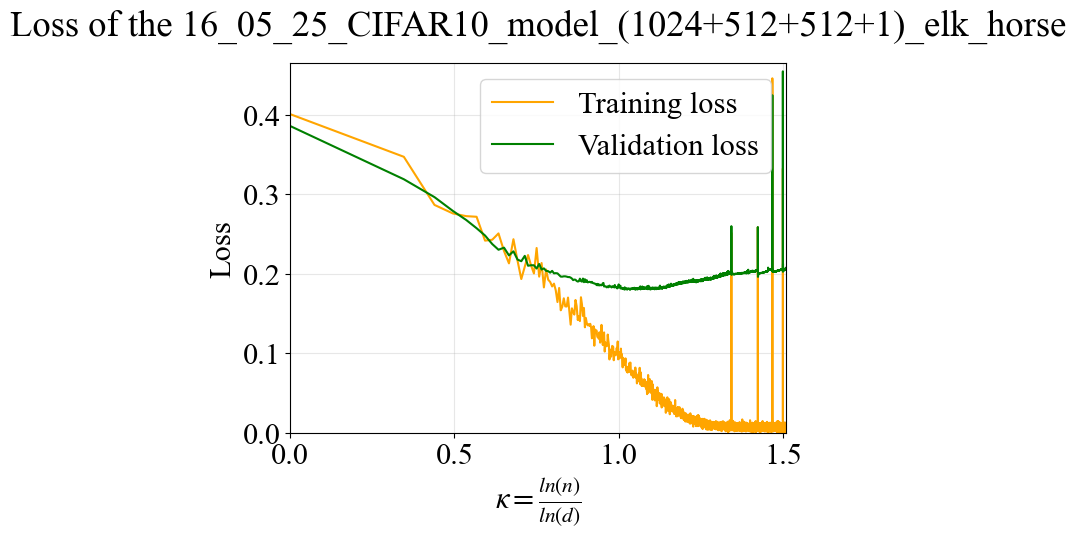 Loss of the 16_05_25_CIFAR10_model_(1024+512+512+1)_elk_horse
Training loss
Validation loss
Loss
0.4
0.3
0.2
0.1
0.0
0.0 0.5 1.0 1.5
κ = ln(n) / ln(d)